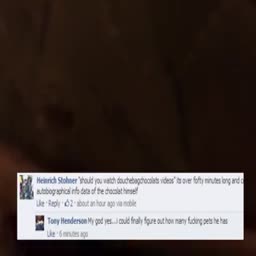 Heinrich Stolner "should you watch douchebagchocolats videos" its over fiofty minutes long and c
autobiographical info data of the chocolat himself
Like · Reply · 2 · about an hour ago via mobile
Tony Henderson My god yes...i could finally figure out how many fucking pets he has
Like · 6 minutes ago